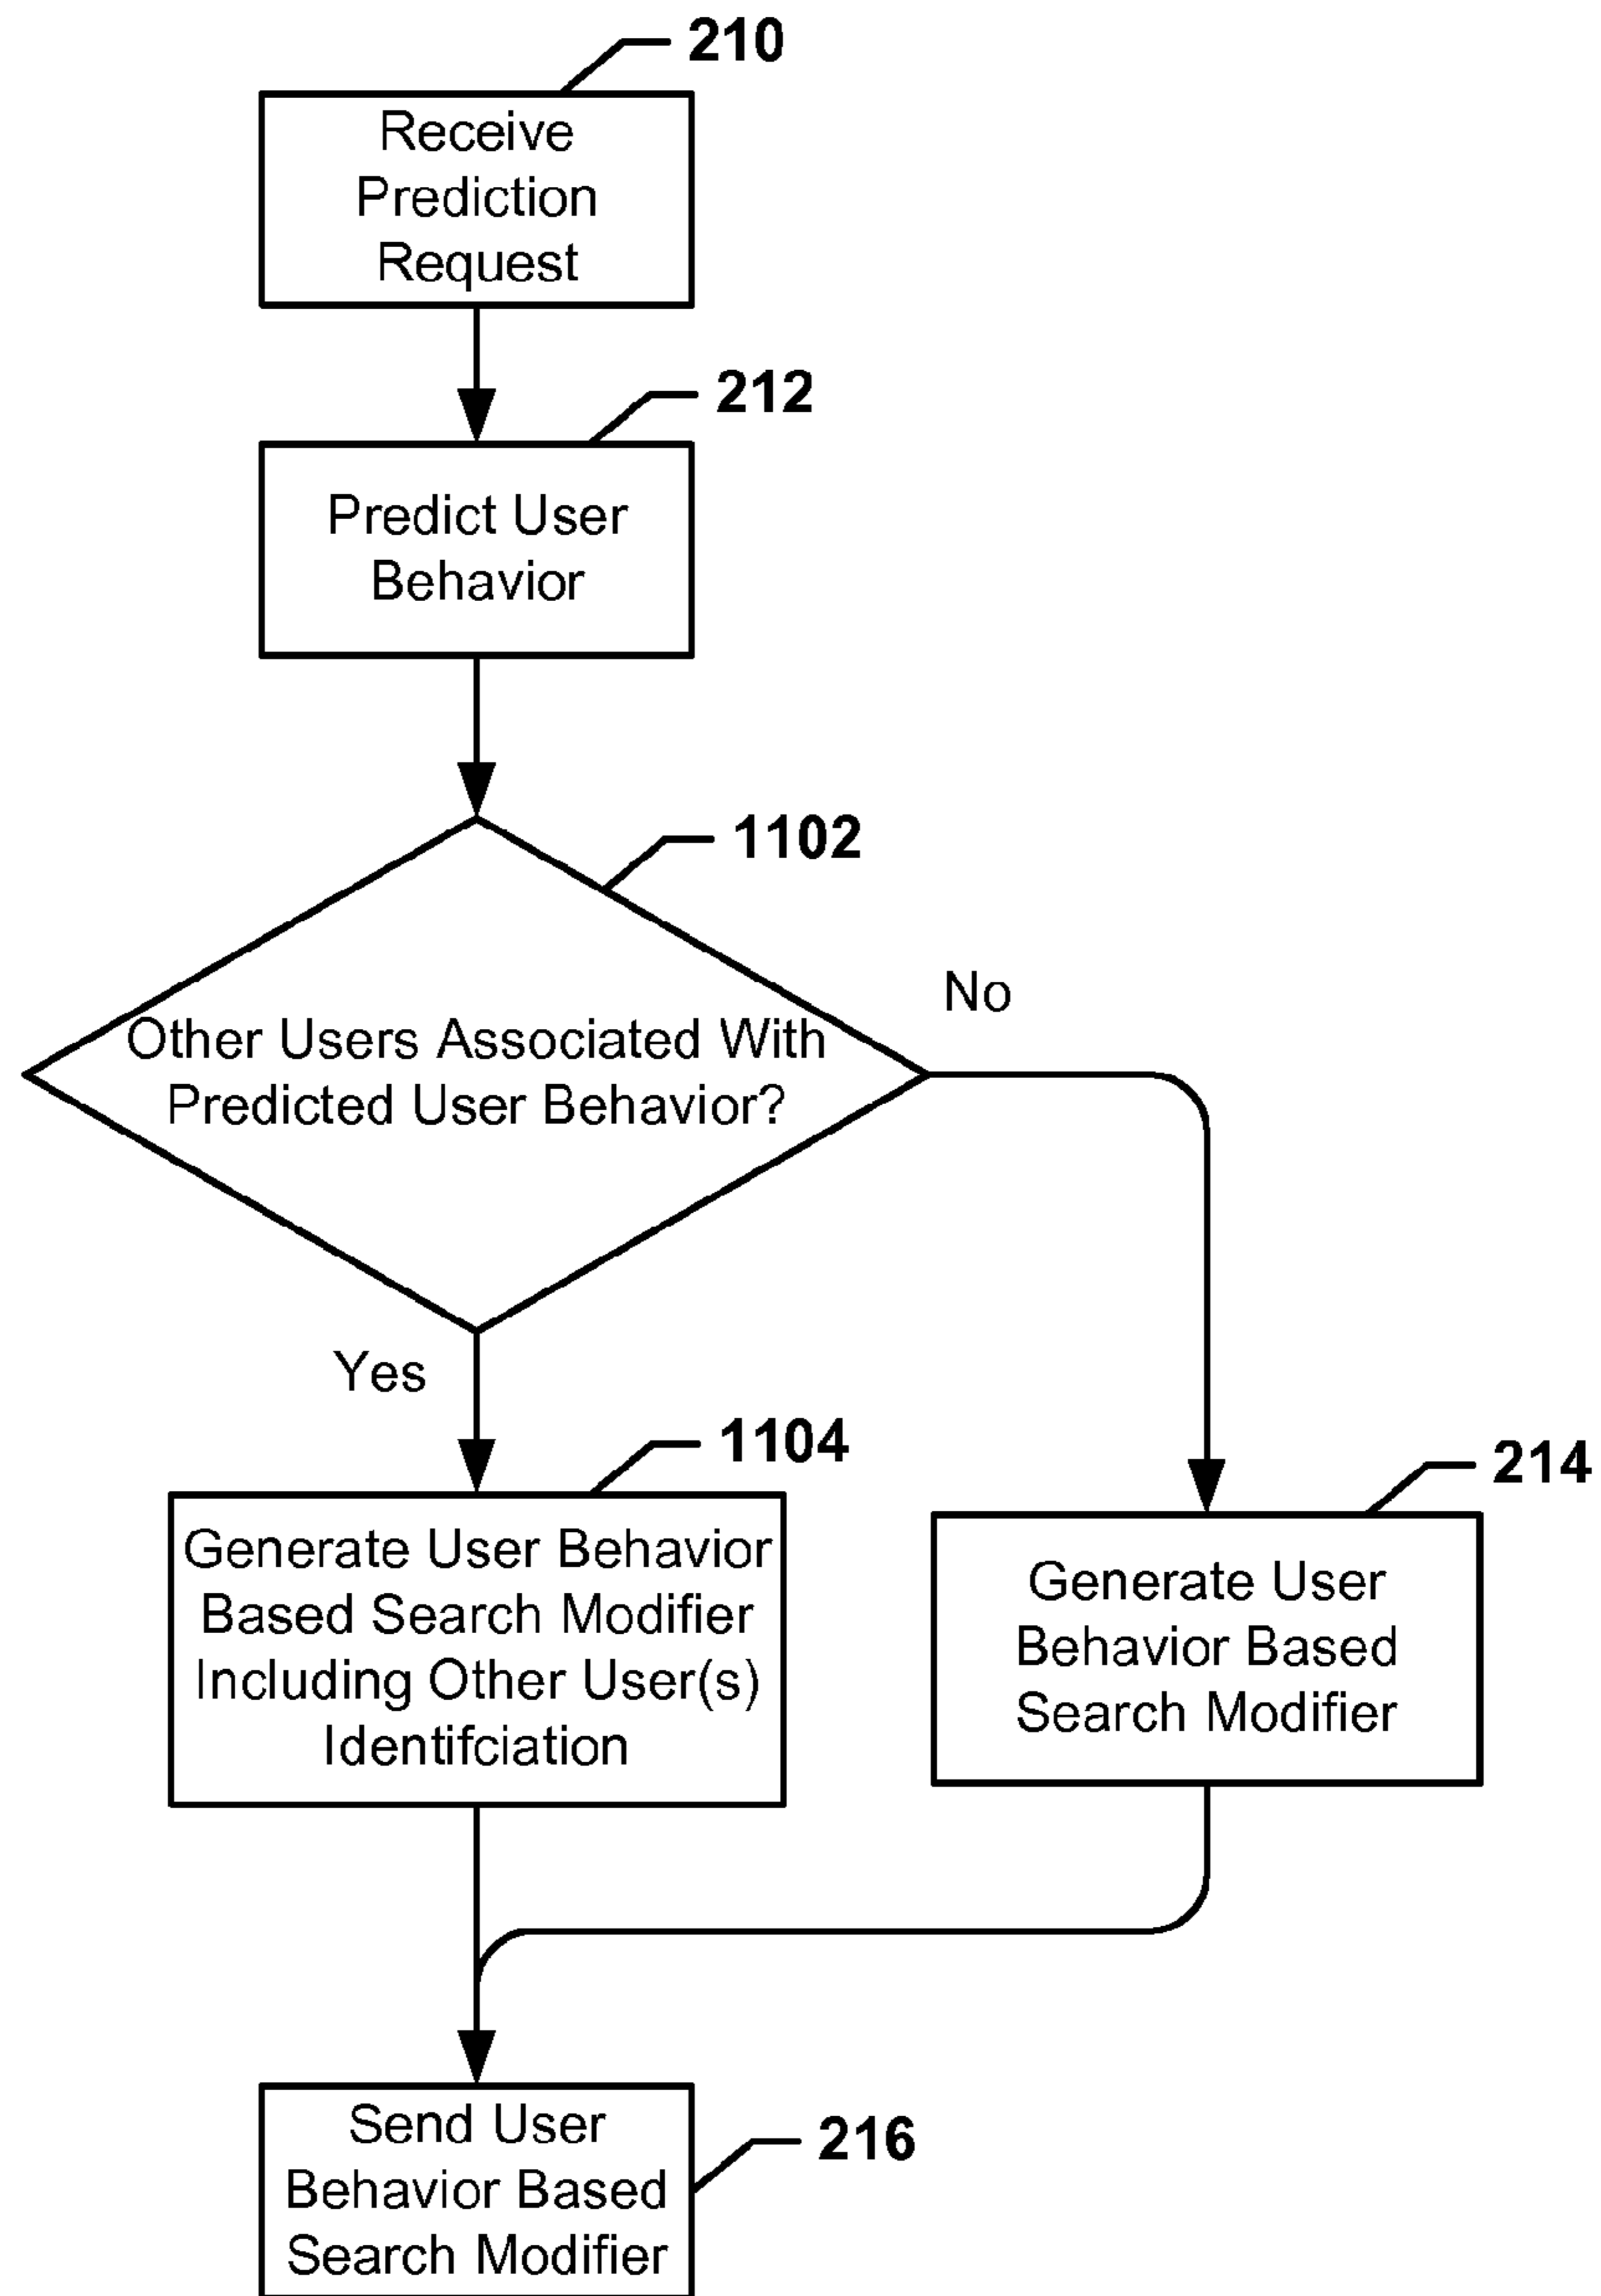 210
Receive
Prediction
Request
212
Predict User
Behavior
1102
Other Users Associated With
Predicted User Behavior?
No
Yes
1104
Generate User Behavior
Based Search Modifier
Including Other User(s)
Identifciation
214
Generate User
Behavior Based
Search Modifier
Send User
Behavior Based
Search Modifier
216